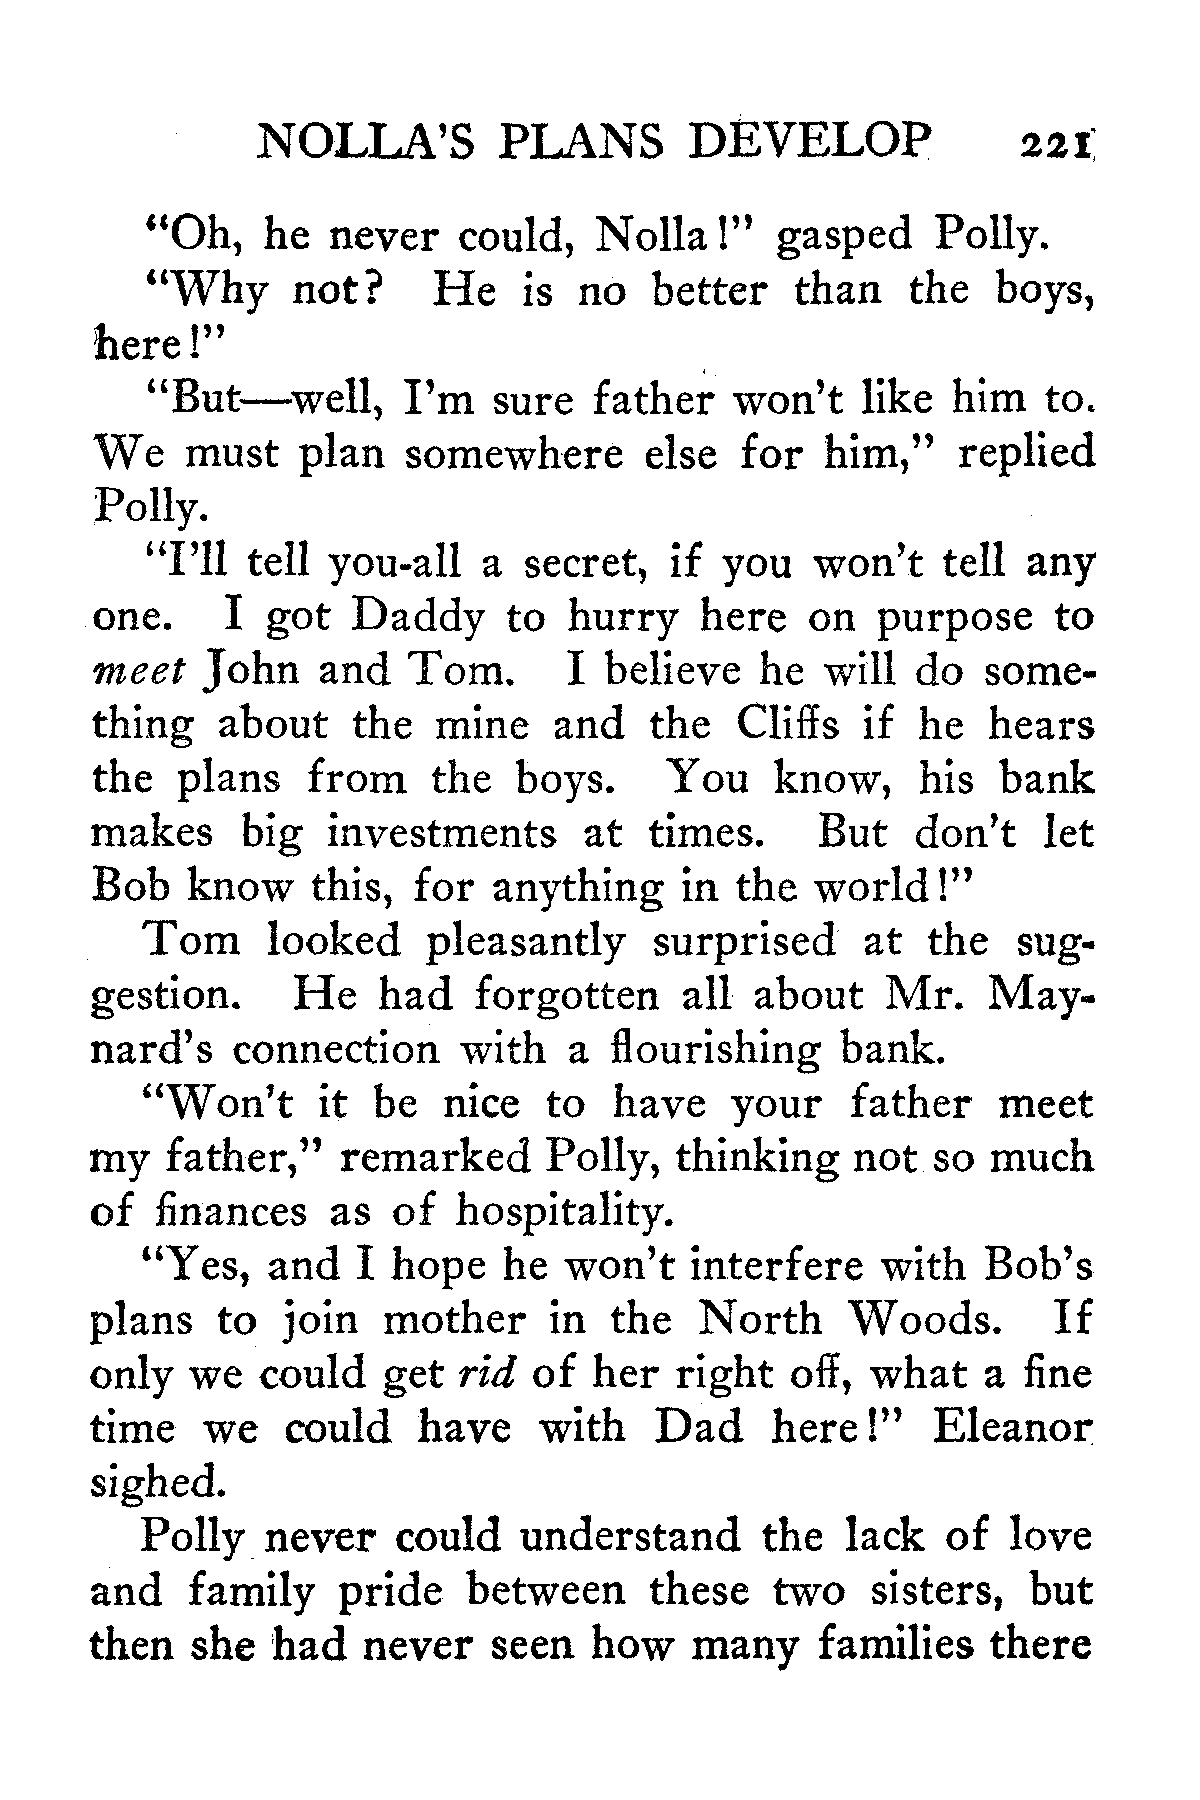 NOLLA'S PLANS DEVELOP 221
"Oh, he never could, Nolla!" gasped Polly.
"Why not? He is no better than the boys,
here!"
"But—well, I'm sure father won't like him to.
We must plan somewhere else for him," replied
Polly.
"I'll tell you-all a secret, if you won't tell any
one. I got Daddy to hurry here on purpose to
meet John and Tom. I believe he will do some-
thing about the mine and the Cliffs if he hears
the plans from the boys. You know, his bank
makes big investments at times. But don't let
Bob know this, for anything in the world!"
Tom looked pleasantly surprised at the sug-
gestion. He had forgotten all about Mr. May-
nard's connection with a flourishing bank.
"Won't it be nice to have your father meet
my father," remarked Polly, thinking not so much
of finances as of hospitality.
"Yes, and I hope he won't interfere with Bob's
plans to join mother in the North Woods. If
only we could get rid of her right off, what a fine
time we could have with Dad here!" Eleanor
sighed.
Polly never could understand the lack of love
and family pride between these two sisters, but
then she had never seen how many families there